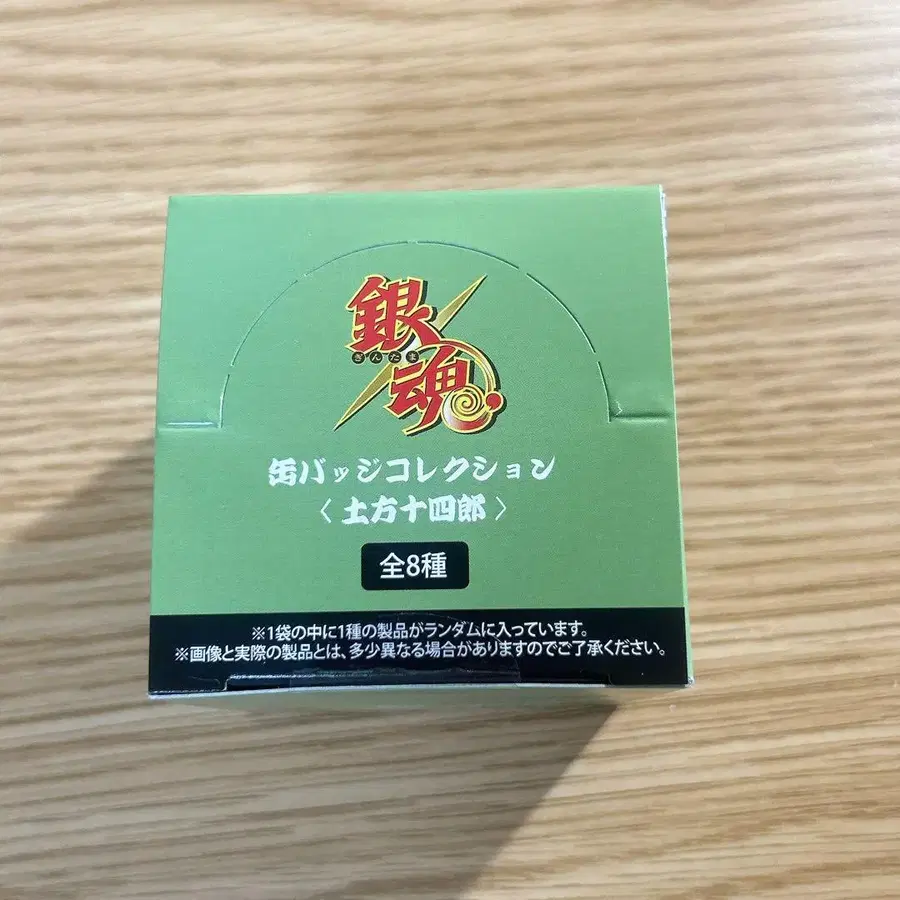 銀魂
ぎんたま
缶バッジコレクション
〈土方十四郎〉
全8種
※1袋の中に1種の製品がランダムに入っています。
※画像と実際の製品とは、多少異なる場合がありますのでご了承ください。